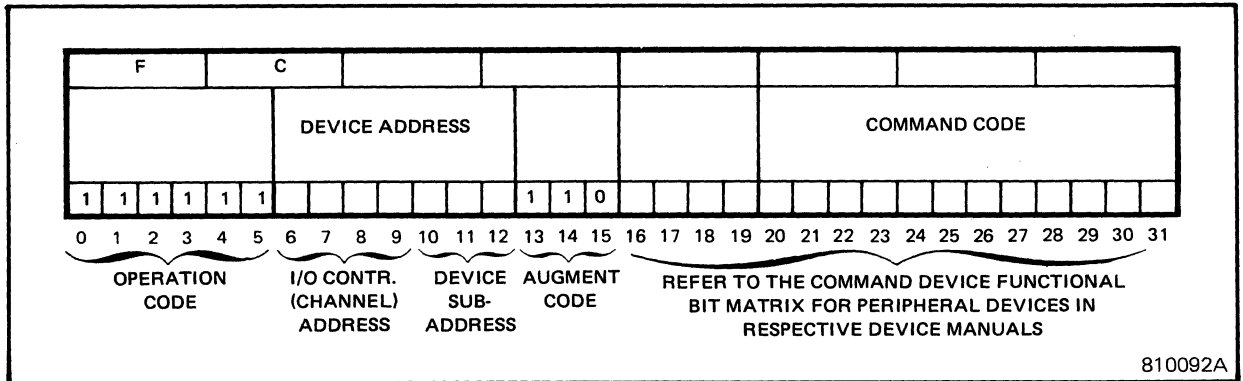 F C
DEVICE ADDRESS COMMAND CODE
1 1 1 1 1 1 1 1 0
0 1 2 3 4 5 6 7 8 9 10 11 12 13 14 15 16 17 18 19 20 21 22 23 24 25 26 27 28 29 30 31
OPERATION
CODE
I/O CONTR.
(CHANNEL)
ADDRESS
DEVICE
SUB-
ADDRESS
AUGMENT
CODE
REFER TO THE COMMAND DEVICE FUNCTIONAL
BIT MATRIX FOR PERIPHERAL DEVICES IN
RESPECTIVE DEVICE MANUALS
810092A